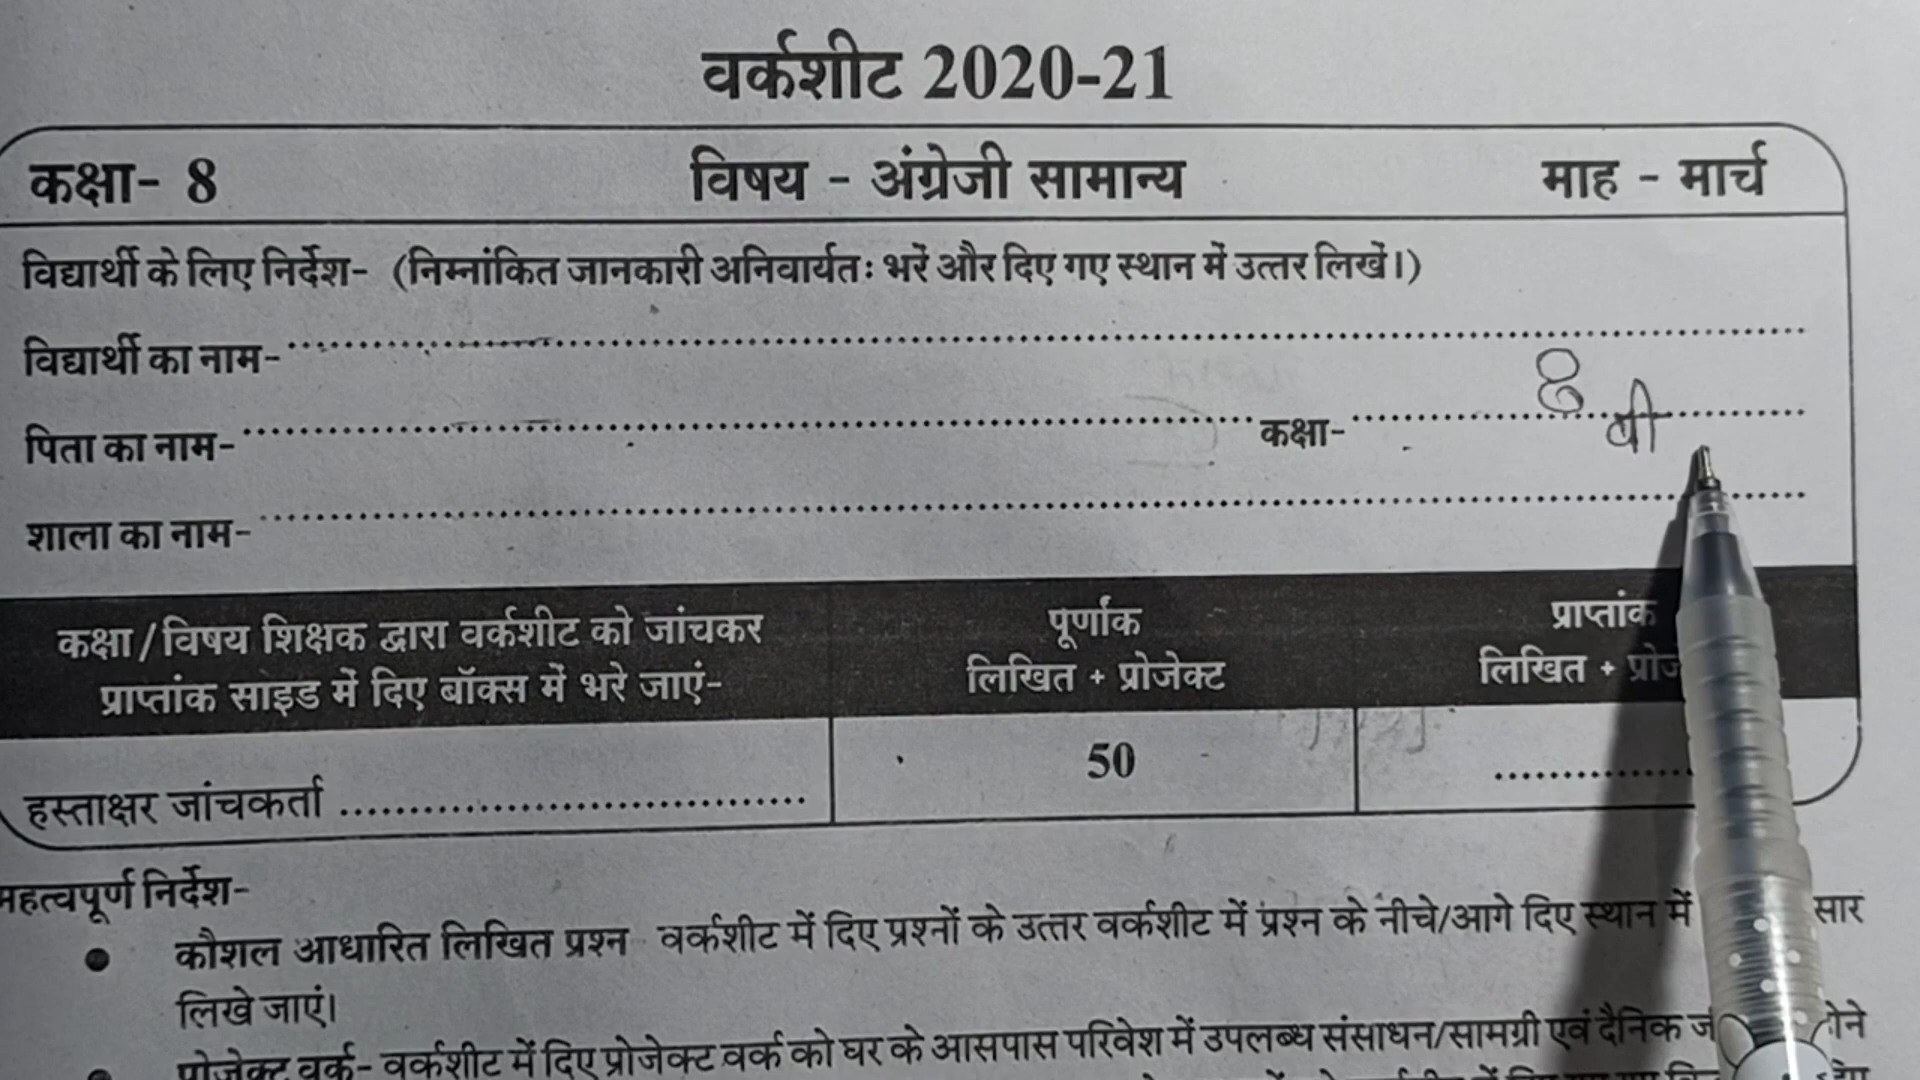 वर्कशीट 2020-21
कक्षा- 8 विषय - अंग्रेजी सामान्य माह - मार्च
विद्यार्थी के लिए निर्देश- (निम्नांकित जानकारी अनिवार्यतः भरें और दिए गए स्थान में उत्तर लिखें।)
विद्यार्थी का नाम-
पिता का नाम- कक्षा- 8 वी
शाला का नाम-
कक्षा/विषय शिक्षक द्वारा वर्कशीट को जांचकर पूर्णांक प्राप्तांक
प्राप्तांक साइड में दिए बॉक्स में भरे जाएं- लिखित + प्रोजेक्ट लिखित +
हस्ताक्षर जांचकर्ता 50
महत्वपूर्ण निर्देश-
● कौशल आधारित लिखित प्रश्न वर्कशीट में दिए प्रश्नों के उत्तर वर्कशीट में प्रश्न के नीचे/आगे दिए स्थान में
लिखे जाएं।
● प्रोजेक्ट वर्क- वर्कशीट में दिए प्रोजेक्ट वर्क को घर के आसपास परिवेश में उपलब्ध संसाधन/सामग्री एवं दैनिक